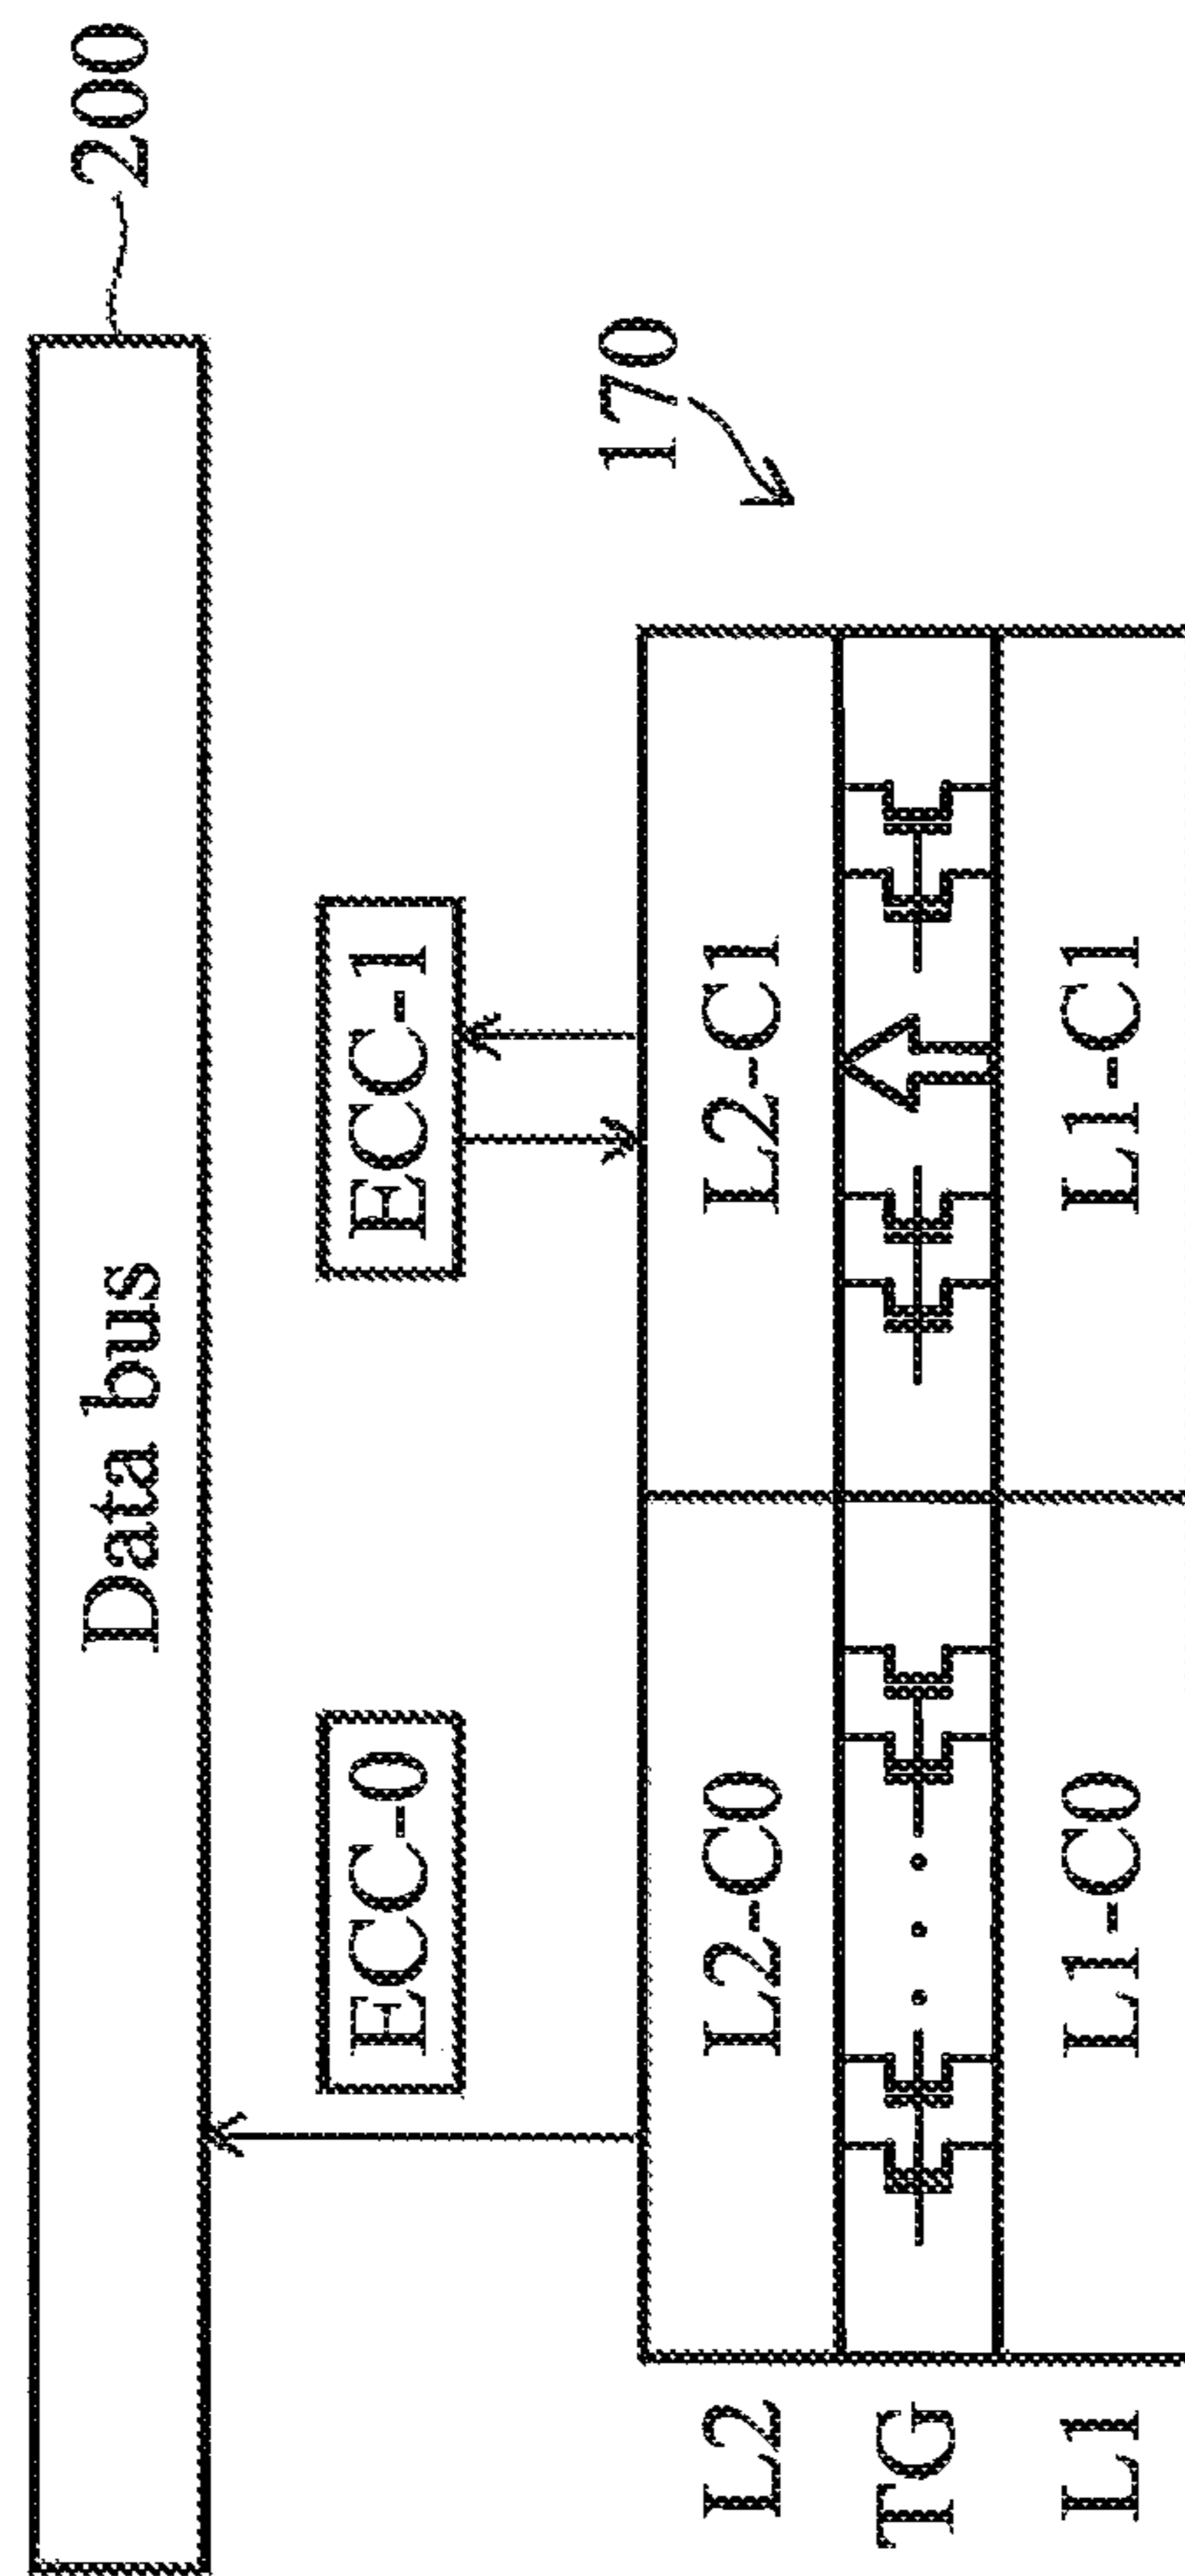 200
Data bus
170
ECC-0
ECC-1
L2
L2-C0
L2-C1
TG
L1
L1-C0
L1-C1